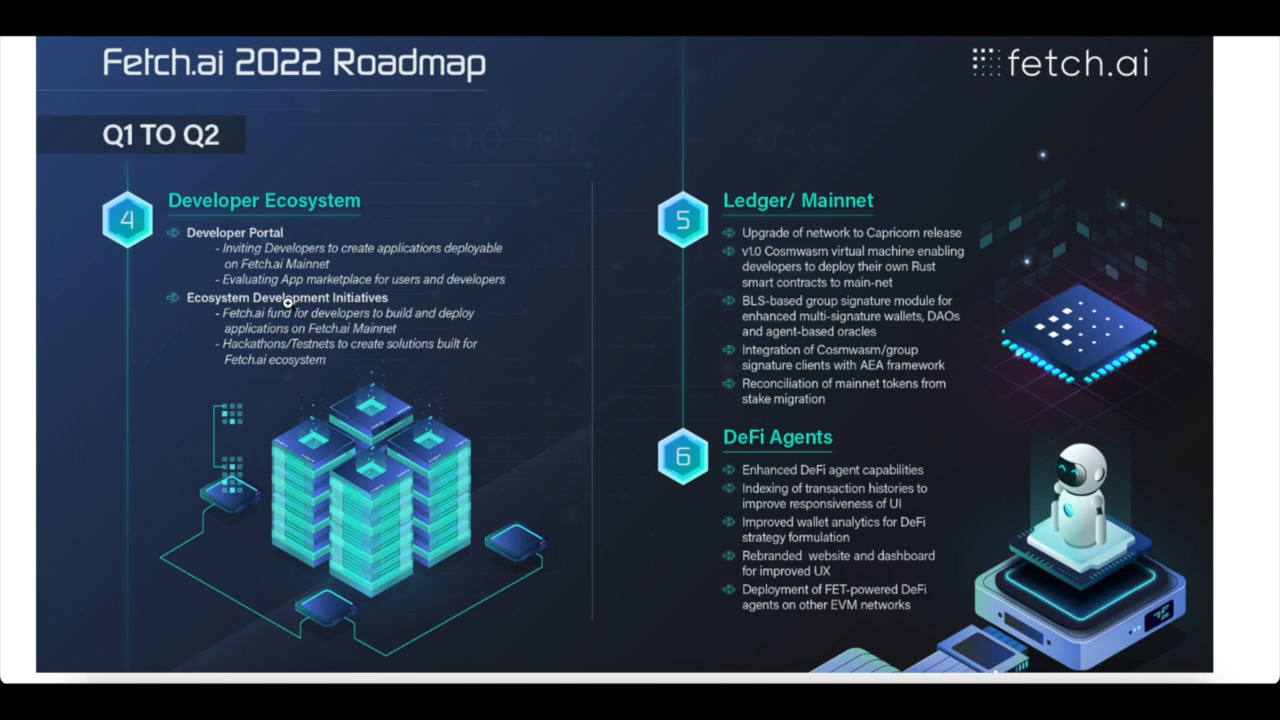 Fetch.ai 2022 Roadmap
fetch.ai
Q1 TO Q2
4
Developer Ecosystem
Developer Portal
- Inviting Developers to create applications deployable
on Fetch.ai Mainnet
- Evaluating App marketplace for users and developers
Ecosystem Development Initiatives
- Fetch.ai fund for developers to build and deploy
applications on Fetch.ai Mainnet
- Hackathons/Testnets to create solutions built for
Fetch.ai ecosystem
5
Ledger/ Mainnet
Upgrade of network to Capricorn release
v1.0 Cosmwasm virtual machine enabling
developers to deploy their own Rust
smart contracts to main-net
BLS-based group signature module for
enhanced multi-signature wallets, DAOs
and agent-based oracles
Integration of Cosmwasm/group
signature clients with AEA framework
Reconciliation of mainnet tokens from
stake migration
6
DeFi Agents
Enhanced DeFi agent capabilities
Indexing of transaction histories to
improve responsiveness of UI
Improved wallet analytics for DeFi
strategy formulation
Rebranded website and dashboard
for improved UX
Deployment of FET-powered DeFi
agents on other EVM networks